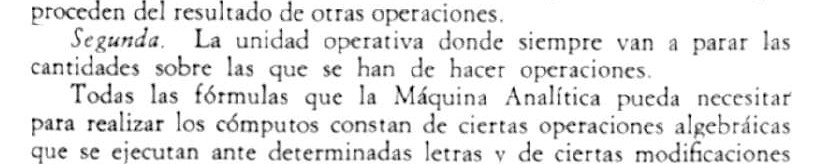 proceden del resultado de otras operaciones.
Segunda. La unidad operativa donde siempre van a parar las
cantidades sobre las que se han de hacer operaciones.
Todas las fórmulas que la Máquina Analítica pueda necesitar
para realizar los cómputos constan de ciertas operaciones algebráicas
que se ejecutan ante determinadas letras y de ciertas modificaciones